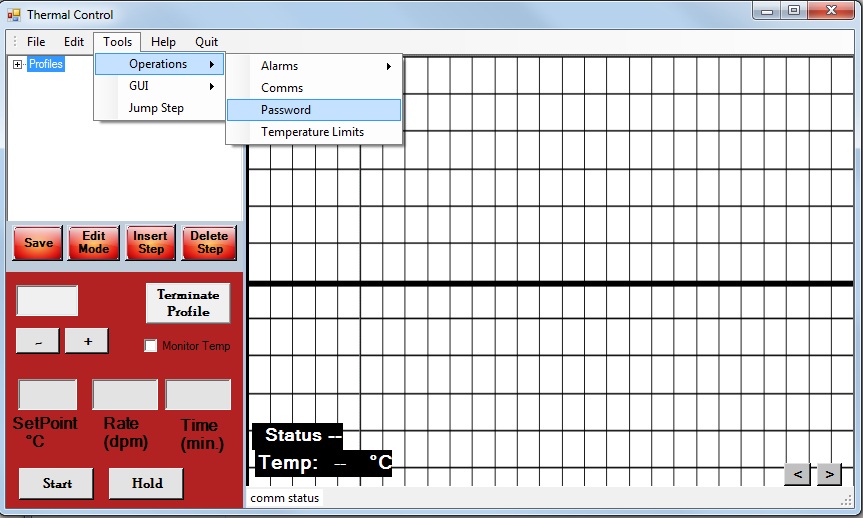 Thermal Control
File Edit Tools Help Quit
Profiles
Operations
GUI
Jump Step
Alarms
Comms
Password
Temperature Limits
Save
Edit
Mode
Insert
Step
Delete
Step
Terminate
Profile
- +
Monitor Temp
SetPoint
°C
Rate
(dpm)
Time
(min.)
Start Hold
Status --
Temp: -- °C
< >
comm status